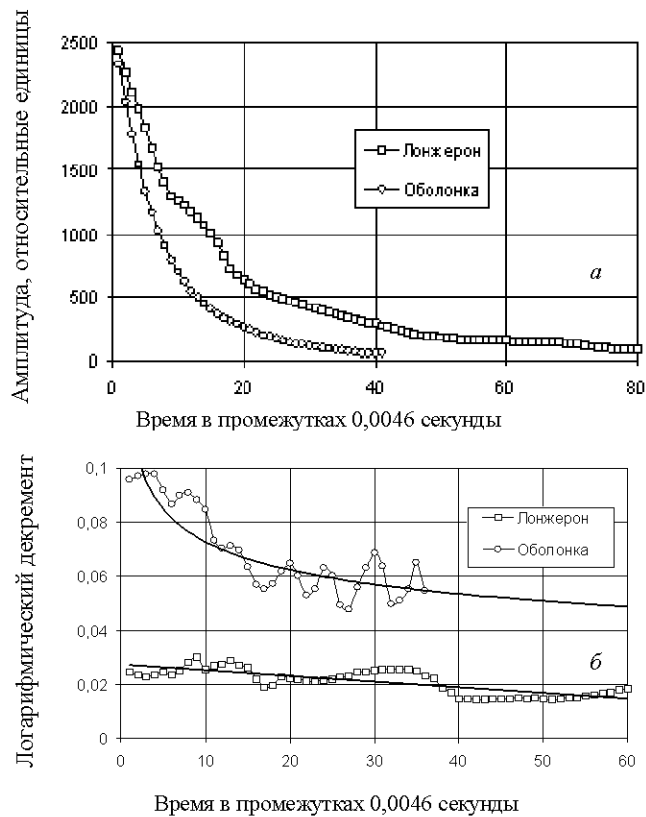 Амплитуда, относительные единицы
2500
2000
1500
1000
500
0
Лонжерон
Оболонка
а
0 20 40 60 80
Время в промежутках 0,0046 секунды
Логарифмический декремент
0,1
0,08
0,06
0,04
0,02
0
Лонжерон
Оболонка
б
0 10 20 30 40 50 60
Время в промежутках 0,0046 секунды